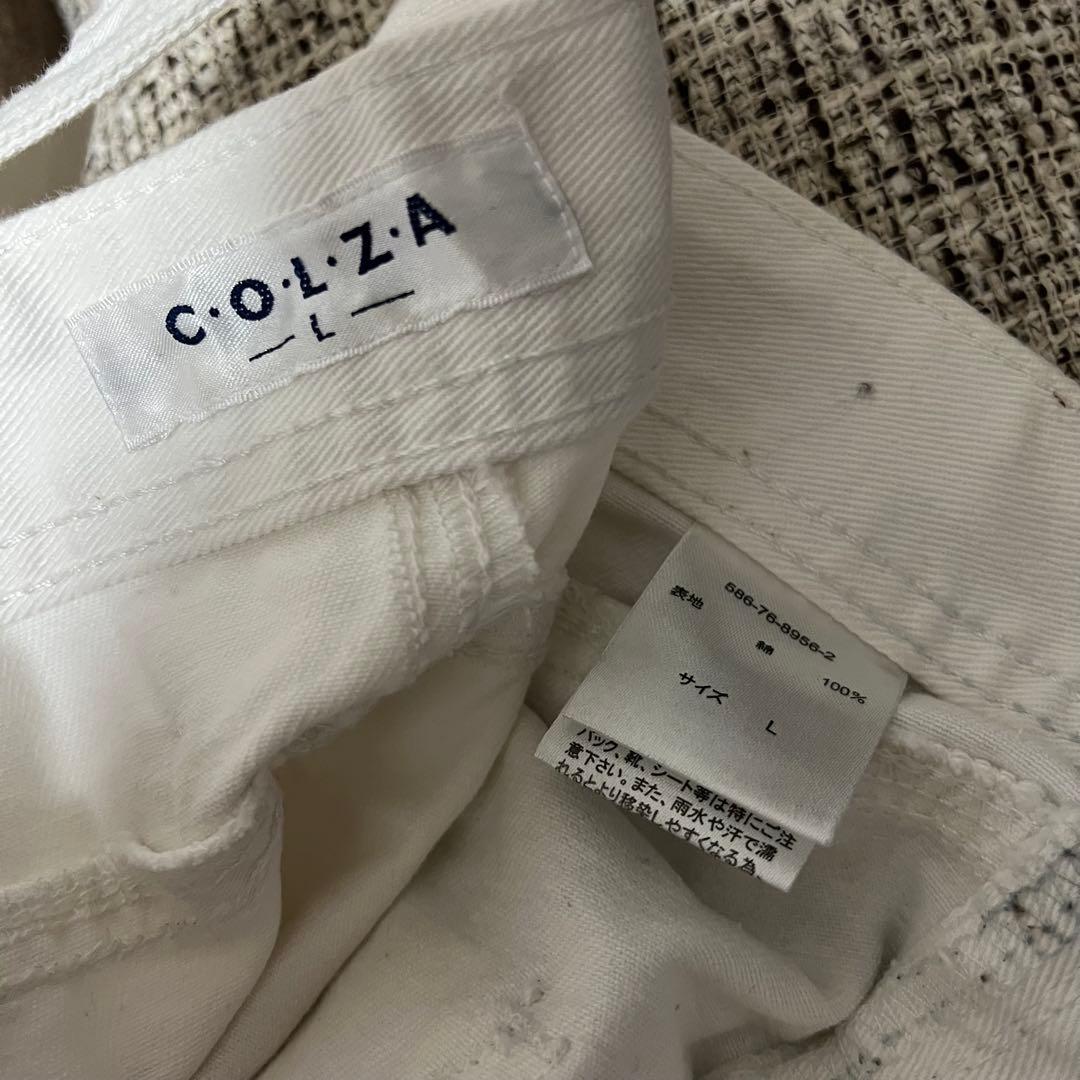 C·O·L·Z·A
L
586-76-8956-2
表地
綿 100%
サイズ L
バック、靴、シート等は特にご注
意下さい。また、雨水や汗で濡
れるとより移染しやすくなる為、